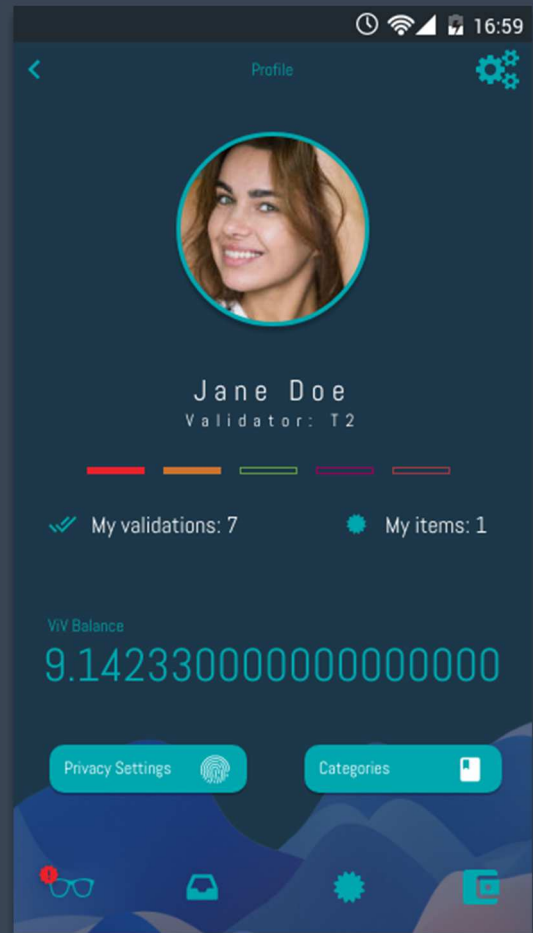 16:59
Profile
Jane Doe
Validator: T2
My validations: 7
My items: 1
ViV Balance
9.142330000000000000
Privacy Settings
Categories
!